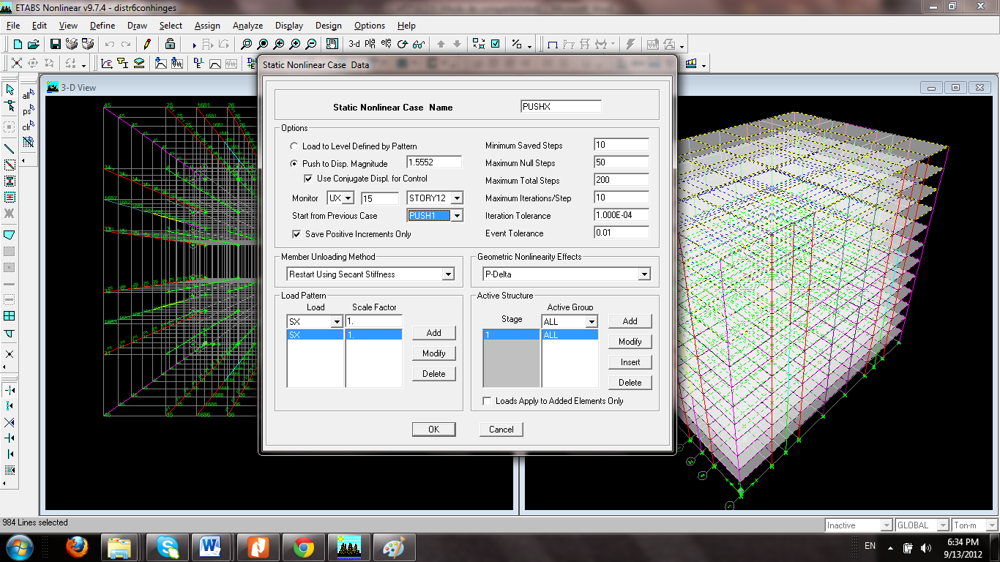 ETABS Nonlinear v9.7.4 - distr6conhinges
File Edit View Define Draw Select Assign Analyze Display Design Options Help
3-d
all
ps
clr
3-D View
Static Nonlinear Case Data
Static Nonlinear Case Name PUSHX
Options
Load to Level Defined by Pattern
Push to Disp. Magnitude 1.5552
Use Conjugate Displ. for Control
Monitor UX 15 STORY12
Start from Previous Case PUSH1
Save Positive Increments Only
Minimum Saved Steps 10
Maximum Null Steps 50
Maximum Total Steps 200
Maximum Iterations/Step 10
Iteration Tolerance 1.000E-04
Event Tolerance 0.01
Member Unloading Method
Restart Using Secant Stiffness
Geometric Nonlinearity Effects
P-Delta
Load Pattern
Load Scale Factor
SX 1.
SX 1.
Add
Modify
Delete
Active Structure
Active Group
Stage ALL
1 ALL
Add
Modify
Insert
Delete
Loads Apply to Added Elements Only
OK Cancel
984 Lines selected
Inactive GLOBAL Ton-m
EN
6:34 PM
9/13/2012